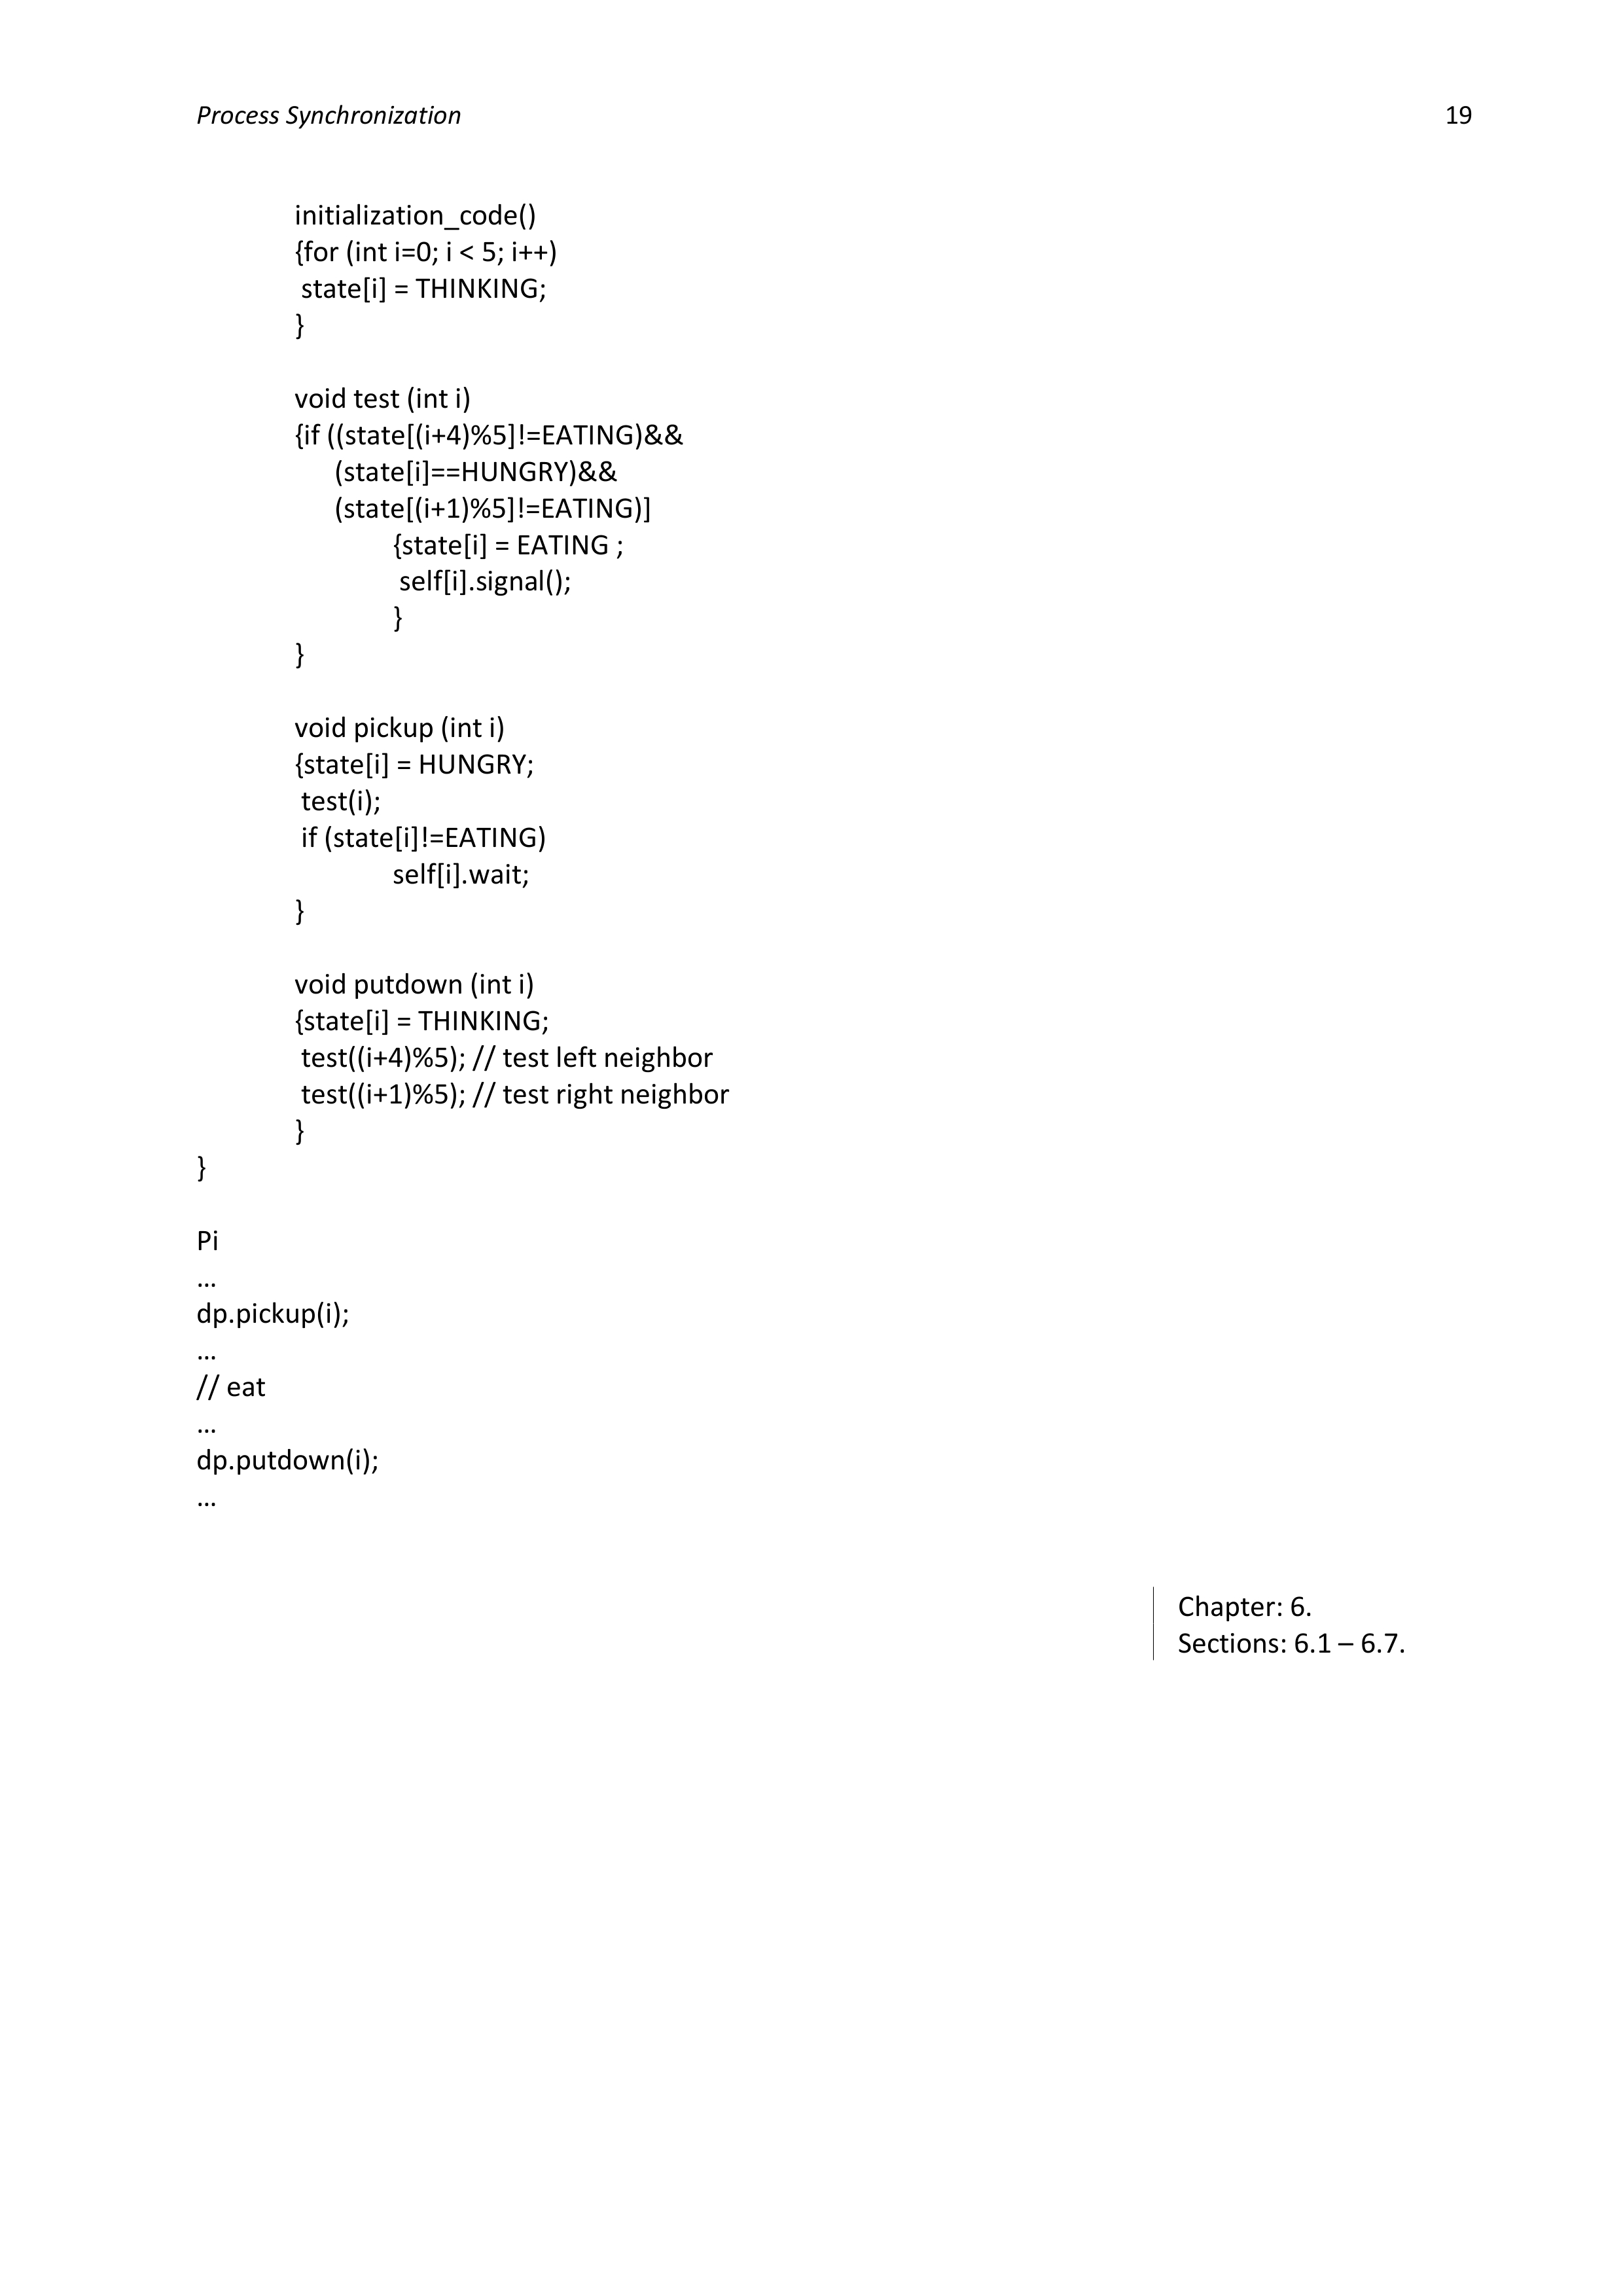 Process Synchronization 19
initialization_code()
{for (int i=0; i < 5; i++)
state[i] = THINKING;
}
void test (int i)
{if ((state[(i+4)%5]!=EATING)&&
(state[i]==HUNGRY)&&
(state[(i+1)%5]!=EATING)]
{state[i] = EATING ;
self[i].signal();
}
}
void pickup (int i)
{state[i] = HUNGRY;
test(i);
if (state[i]!=EATING)
self[i].wait;
}
void putdown (int i)
{state[i] = THINKING;
test((i+4)%5); // test left neighbor
test((i+1)%5); // test right neighbor
}
}
Pi
…
dp.pickup(i);
…
// eat
…
dp.putdown(i);
…
Chapter: 6.
Sections: 6.1 – 6.7.